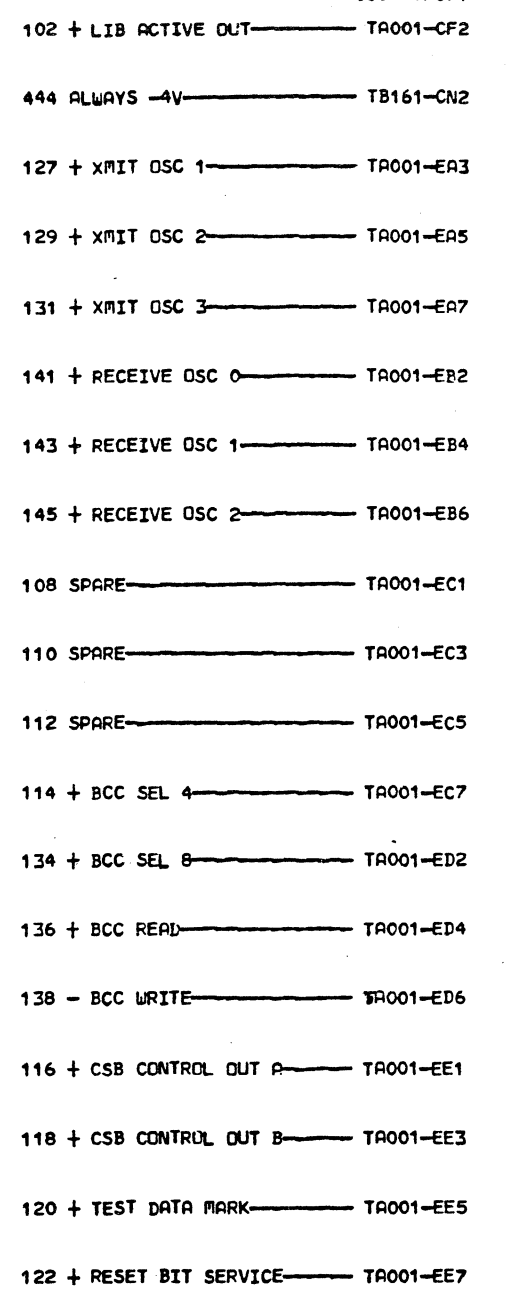 102 + LIB ACTIVE OUT TA001-CF2
444 ALWAYS -4V TB161-CN2
127 + XMIT OSC 1 TA001-EA3
129 + XMIT OSC 2 TA001-EA5
131 + XMIT OSC 3 TA001-EA7
141 + RECEIVE OSC 0 TA001-EB2
143 + RECEIVE OSC 1 TA001-EB4
145 + RECEIVE OSC 2 TA001-EB6
108 SPARE TA001-EC1
110 SPARE TA001-EC3
112 SPARE TA001-EC5
114 + BCC SEL 4 TA001-EC7
134 + BCC SEL 8 TA001-ED2
136 + BCC READ TA001-ED4
138 - BCC WRITE TA001-ED6
116 + CSB CONTROL OUT A TA001-EE1
118 + CSB CONTROL OUT B TA001-EE3
120 + TEST DATA MARK TA001-EE5
122 + RESET BIT SERVICE TA001-EE7